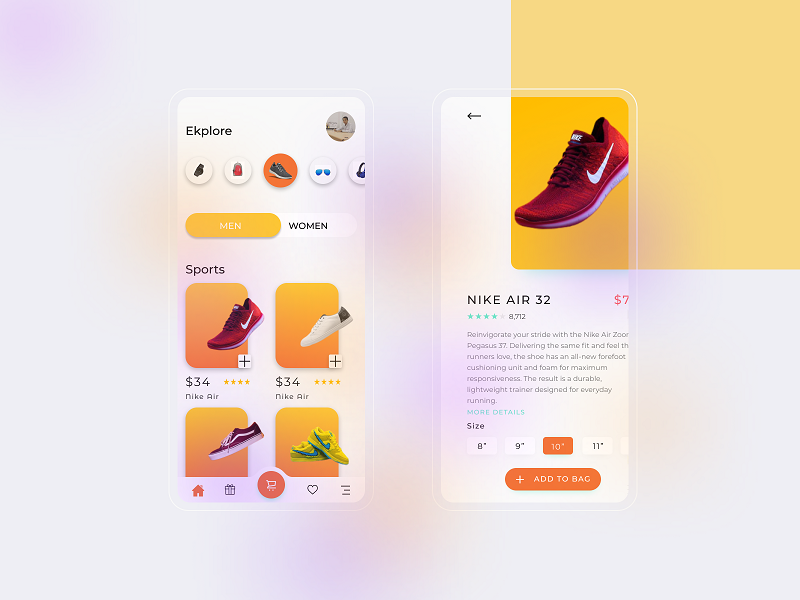 Ekplore
MEN
WOMEN
Sports
$34
Nike Air
$34
Nike Air
NIKE
NIKE AIR 32
$7
8,712
Reinvigorate your stride with the Nike Air Zoom
Pegasus 37. Delivering the same fit and feel th
runners love, the shoe has an all-new forefoot
cushioning unit and foam for maximum
responsiveness. The result is a durable,
lightweight trainer designed for everyday
running.
MORE DETAILS
Size
8"
9"
10"
11"
+ ADD TO BAG